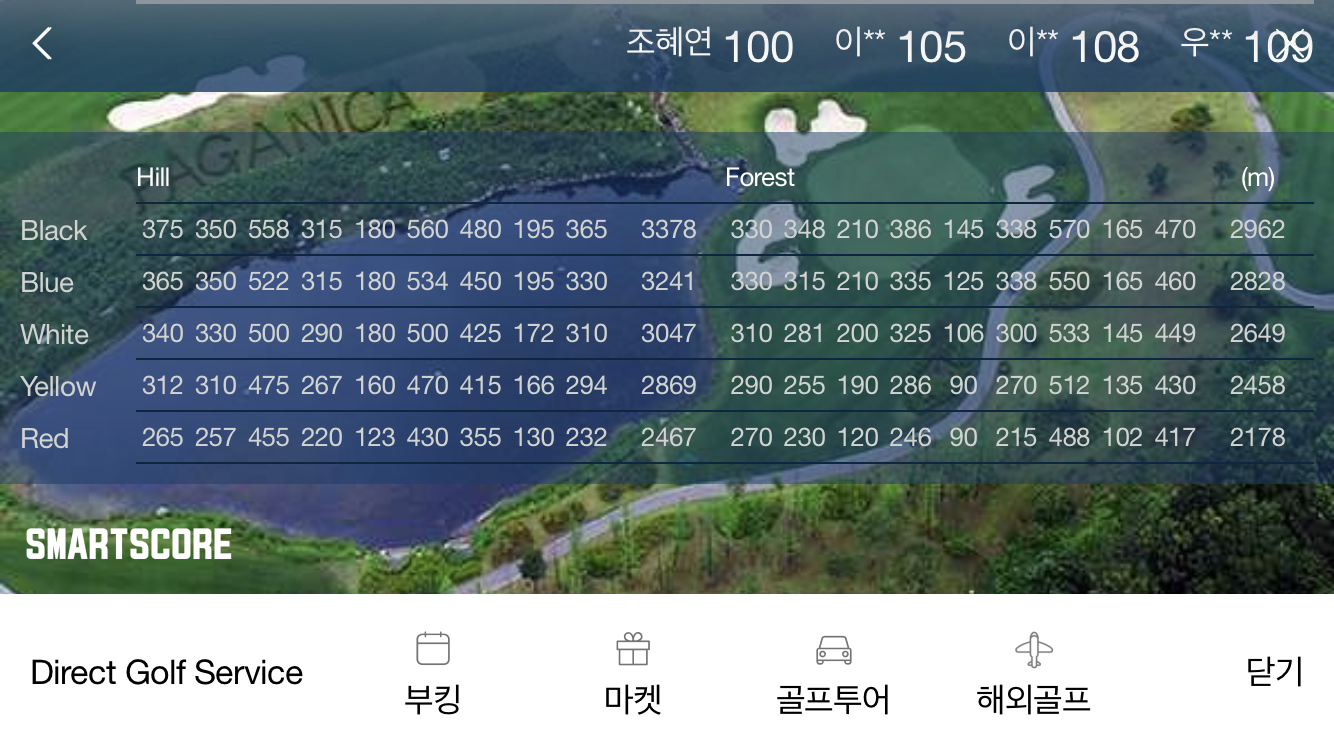 조혜연 100 이** 105 이** 108 우** 109
PAGANICA
Hill Forest (m)
Black 375 350 558 315 180 560 480 195 365 3378 330 348 210 386 145 338 570 165 470 2962
Blue 365 350 522 315 180 534 450 195 330 3241 330 315 210 335 125 338 550 165 460 2828
White 340 330 500 290 180 500 425 172 310 3047 310 281 200 325 106 300 533 145 449 2649
Yellow 312 310 475 267 160 470 415 166 294 2869 290 255 190 286 90 270 512 135 430 2458
Red 265 257 455 220 123 430 355 130 232 2467 270 230 120 246 90 215 488 102 417 2178
SMARTSCORE
Direct Golf Service 부킹 마켓 골프투어 해외골프 닫기